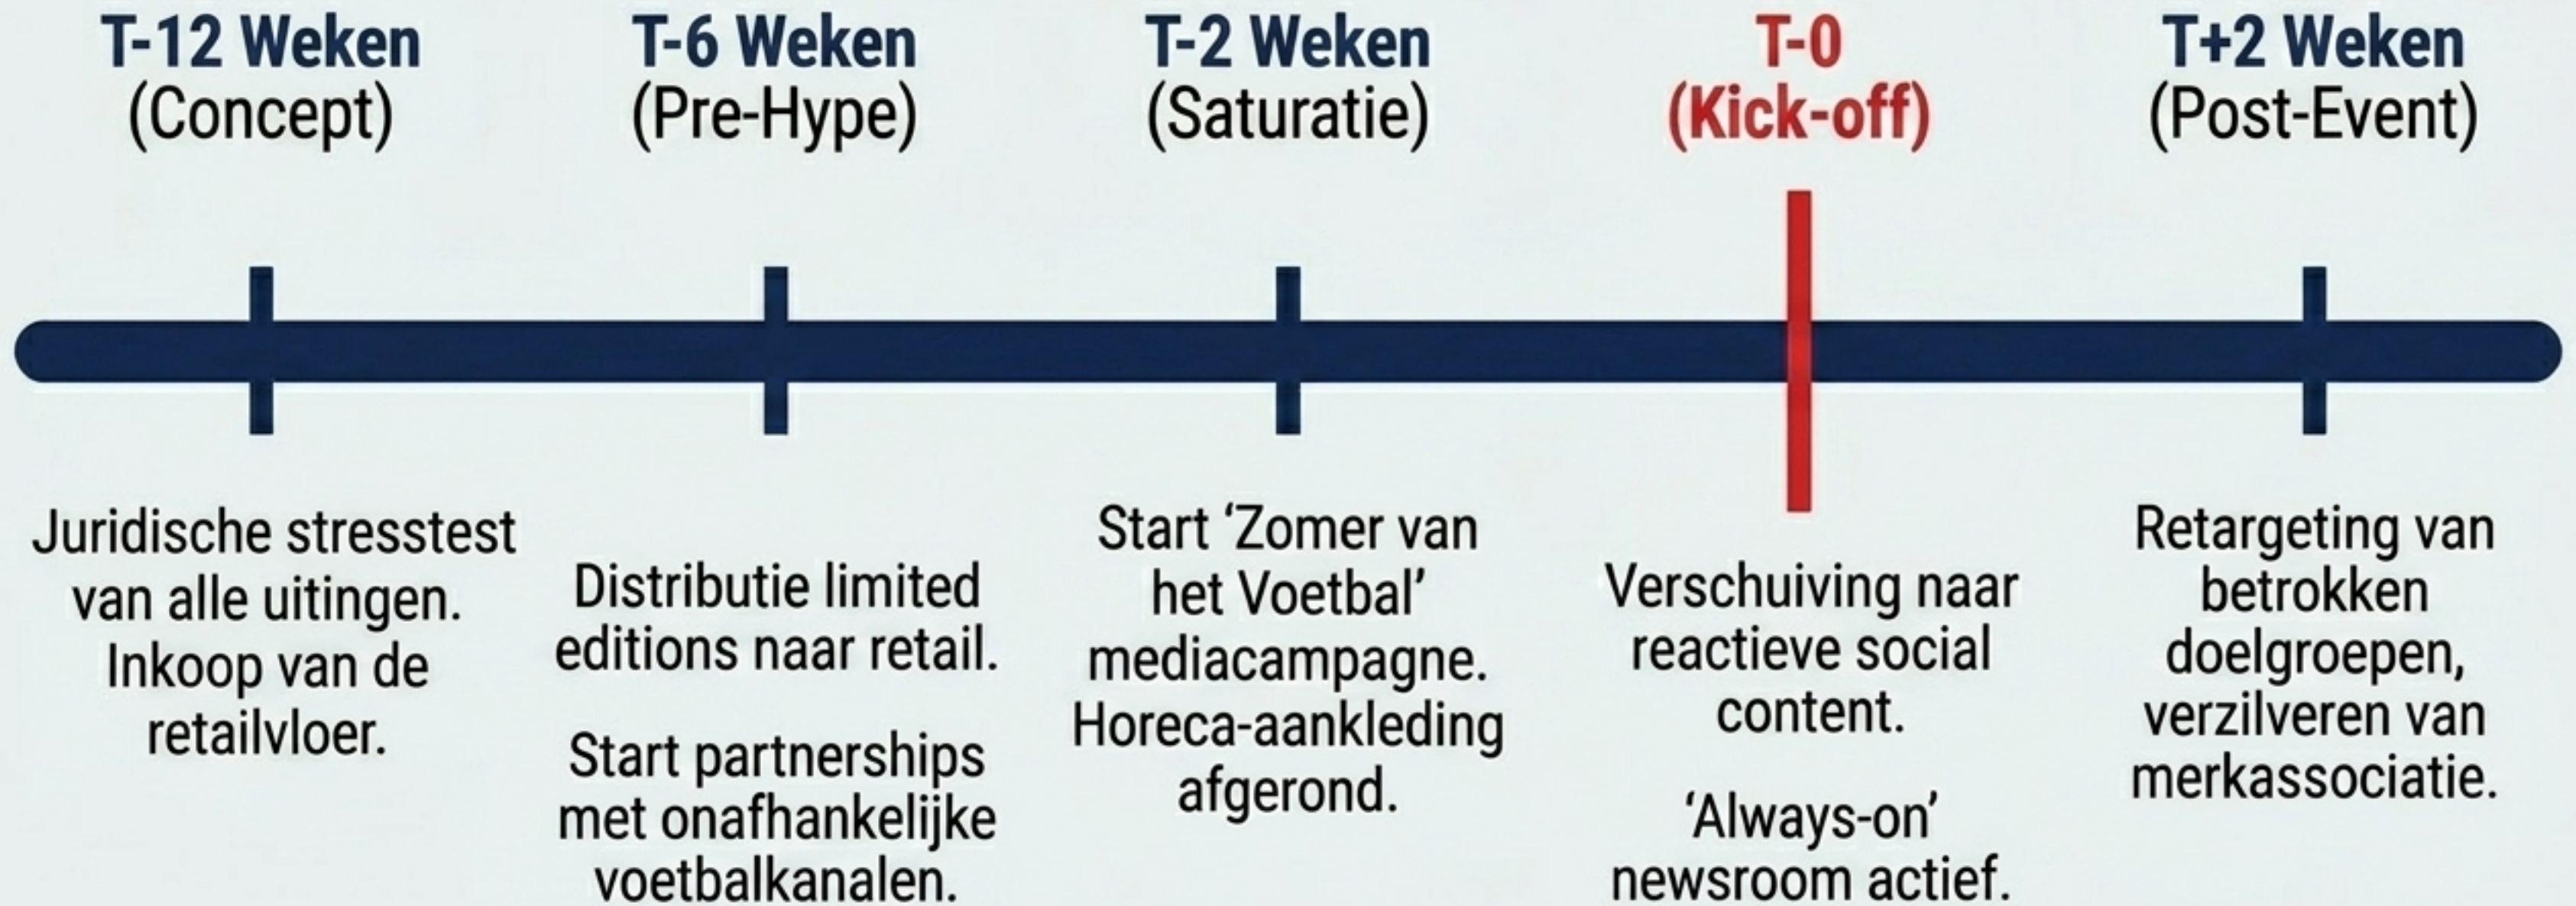 T-12 Weken
(Concept)
T-6 Weken
(Pre-Hype)
T-2 Weken
(Saturatie)
T-0
(Kick-off)
T+2 Weken
(Post-Event)
Juridische stresstest
van alle uitingen.
Inkoop van de
retailvloer.
Distributie limited
editions naar retail.
Start partnerships
met onafhankelijke
voetbalkanalen.
Start ‘Zomer van
het Voetbal’
mediacampagne.
Horeca-aankleding
afgerond.
Verschuiving naar
reactieve social
content.
‘Always-on’
newsroom actief.
Retargeting van
betrokken
doelgroepen,
verzilveren van
merkassociatie.